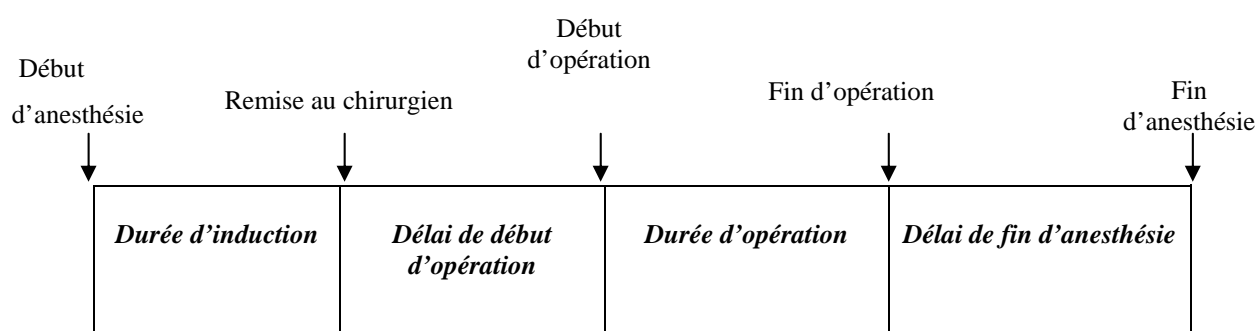 Début
d’opération
Début
d’anesthésie
Remise au chirurgien
Fin d’opération
Fin
d’anesthésie
Durée d’induction
Délai de début
d’opération
Durée d’opération
Délai de fin d’anesthésie